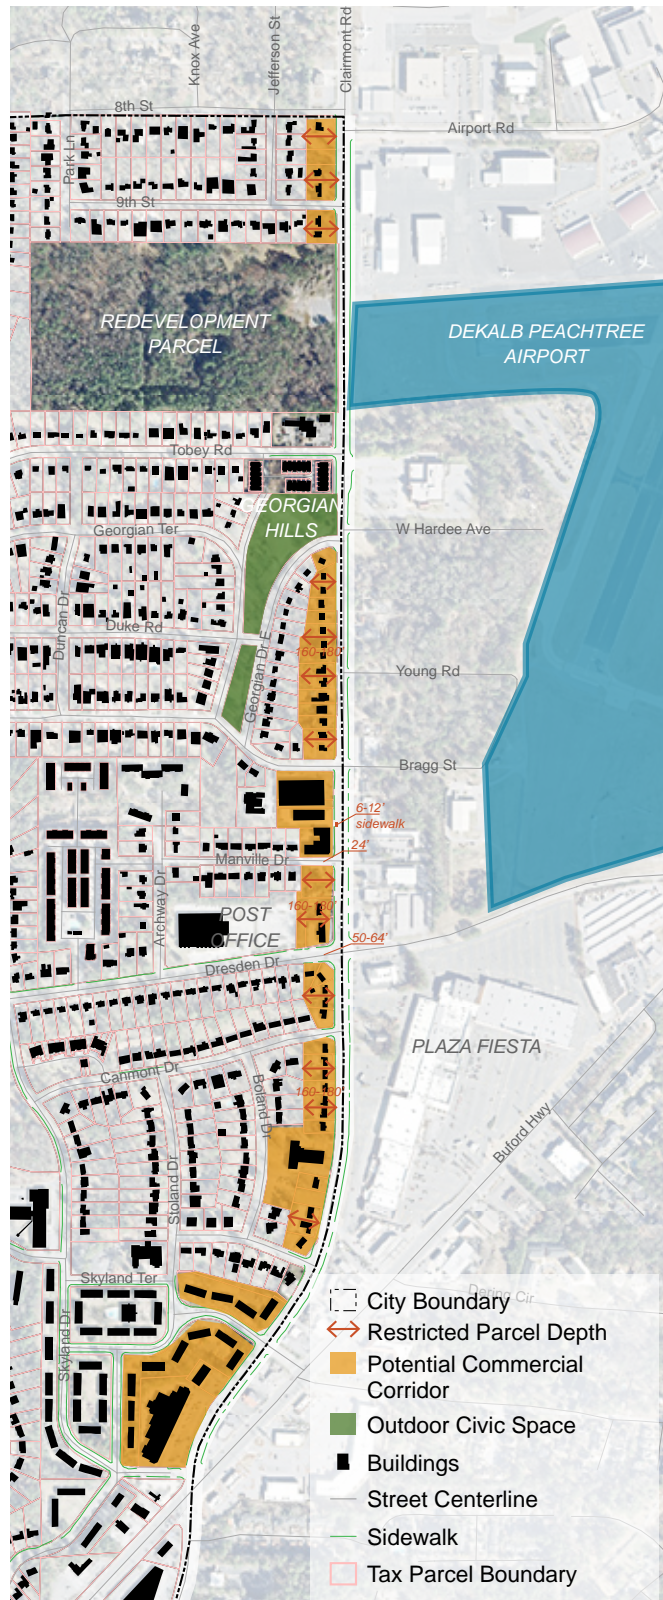 Knox Ave
Jefferson St
Clairmont Rd
8th St
Airport Rd
Park Ln
9th St
REDEVELOPMENT
PARCEL
DEKALB PEACHTREE
AIRPORT
Tobey Rd
GEORGIAN
HILLS
Georgian Ter
W Hardee Ave
Duncan Dr
Duke Rd
Georgian Dr E
160-180'
Young Rd
Bragg St
6-12'
sidewalk
24'
Manville Dr
Archway Dr
160-180'
POST
OFFICE
50-64'
Dresden Dr
PLAZA FIESTA
Canmont Dr
Boland Dr
160-180'
Buford Hwy
Stoland Dr
Skyland Ter
Skyland Dr
Dering Cir
City Boundary
Restricted Parcel Depth
Potential Commercial
Corridor
Outdoor Civic Space
Buildings
Street Centerline
Sidewalk
Tax Parcel Boundary